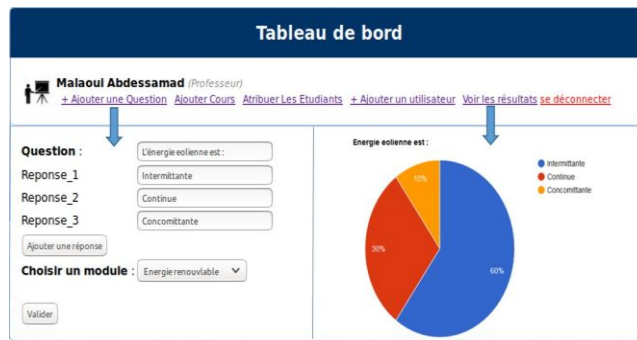 Tableau de bord
Malaoui Abdessamad (Professeur)
+ Ajouter une Question Ajouter Cours Atribuer Les Etudiants + Ajouter un utilisateur Voir les résultats se déconnecter
Question : L'énergie eolienne est :
Reponse_1 Intermittante
Reponse_2 Continue
Reponse_3 Concomittante
Ajouter une réponse
Choisir un module : Energie renouvlable
Valider
Energie eolienne est :
Intermittante
Continue
Concomittante
10%
30%
60%